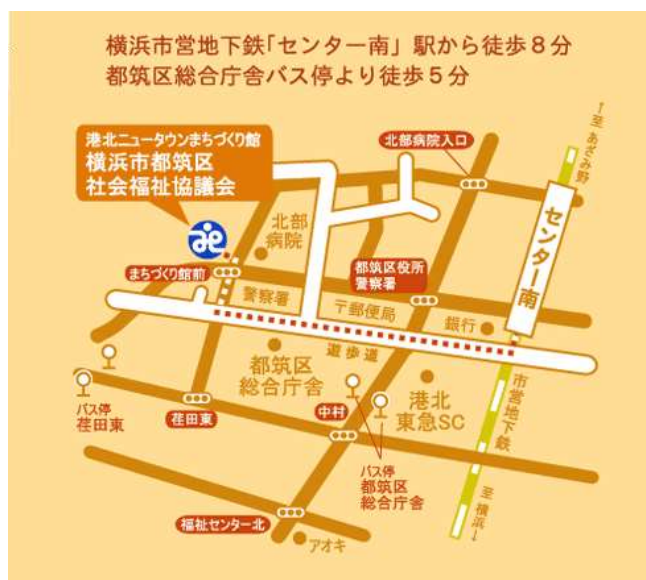 横浜市営地下鉄「センター南」駅から徒歩８分
都筑区総合庁舎バス停より徒歩５分
港北ニュータウンまちづくり館
横浜市都筑区
社会福祉協議会
北部病院入口
←至 あざみ野
センター南
北部
病院
まちづくり館前
都筑区役所
警察署
警察署
〒郵便局
銀行
遊歩道
都筑区
総合庁舎
港北
東急SC
市営地下鉄
バス停
荏田東
荏田東
中村
バス停
都筑区
総合庁舎
至 横浜→
福祉センター北
アオキ